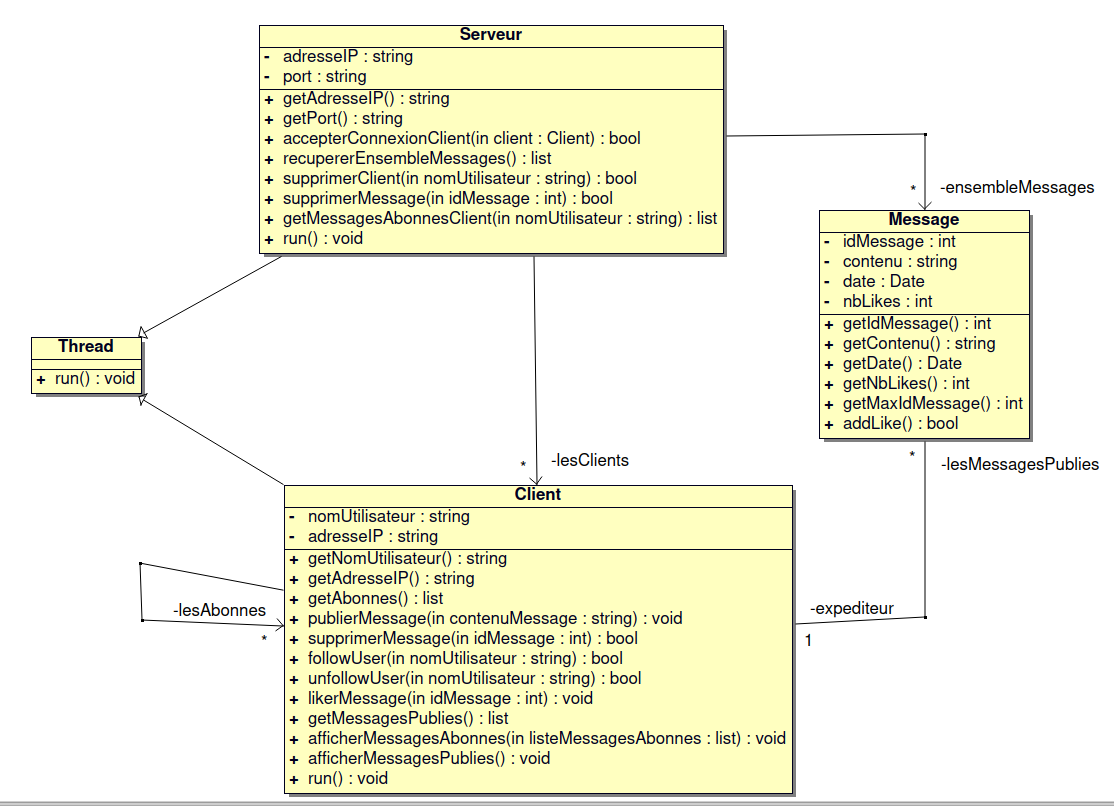 Serveur
- adresseIP : string
- port : string
+ getAdresseIP() : string
+ getPort() : string
+ accepterConnexionClient(in client : Client) : bool
+ recupererEnsembleMessages() : list
+ supprimerClient(in nomUtilisateur : string) : bool
+ supprimerMessage(in idMessage : int) : bool
+ getMessagesAbonnesClient(in nomUtilisateur : string) : list
+ run() : void
* -ensembleMessages
Message
- idMessage : int
- contenu : string
- date : Date
- nbLikes : int
+ getIdMessage() : int
+ getContenu() : string
+ getDate() : Date
+ getNbLikes() : int
+ getMaxIdMessage() : int
+ addLike() : bool
Thread
+ run() : void
* -lesClients
* -lesMessagesPublies
Client
- nomUtilisateur : string
- adresseIP : string
+ getNomUtilisateur() : string
+ getAdresseIP() : string
+ getAbonnes() : list
+ publierMessage(in contenuMessage : string) : void
+ supprimerMessage(in idMessage : int) : bool
+ followUser(in nomUtilisateur : string) : bool
+ unfollowUser(in nomUtilisateur : string) : bool
+ likerMessage(in idMessage : int) : void
+ getMessagesPublies() : list
+ afficherMessagesAbonnes(in listeMessagesAbonnes : list) : void
+ afficherMessagesPublies() : void
+ run() : void
-lesAbonnes
*
-expediteur
1